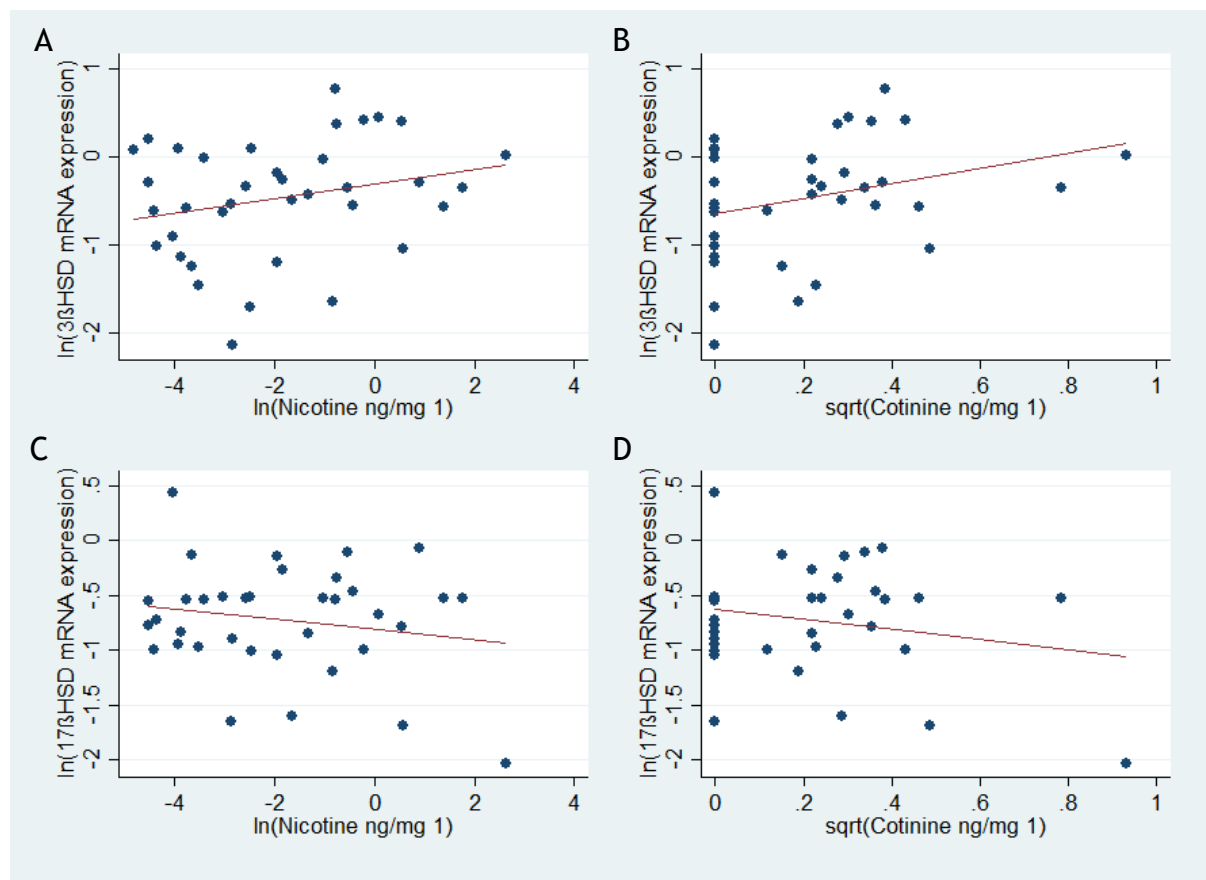 A
ln(3ßHSD mRNA expression)
1
0
-1
-2
-4 -2 0 2 4
ln(Nicotine ng/mg 1)
B
ln(3ßHSD mRNA expression)
1
0
-1
-2
0 .2 .4 .6 .8 1
sqrt(Cotinine ng/mg 1)
C
ln(17ßHSD mRNA expression)
.5
0
-.5
-1
-1.5
-2
-4 -2 0 2 4
ln(Nicotine ng/mg 1)
D
ln(17ßHSD mRNA expression)
.5
0
-.5
-1
-1.5
-2
0 .2 .4 .6 .8 1
sqrt(Cotinine ng/mg 1)